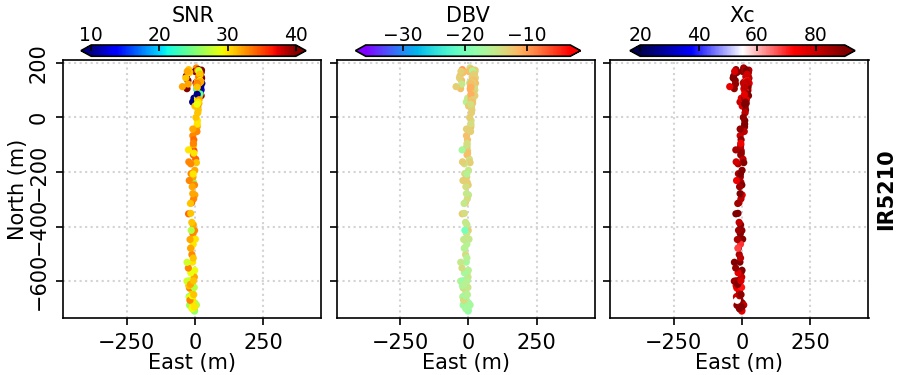 SNR DBV Xc
10 20 30 40 −30 −20 −10 20 40 60 80
200
0
−200
−400
−600
North (m)
IR5210
−250 0 250 −250 0 250 −250 0 250
East (m) East (m) East (m)